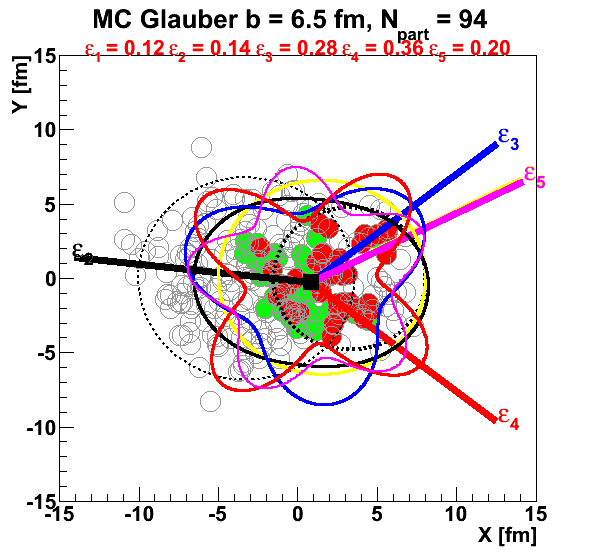 MC Glauber b = 6.5 fm, Npart = 94
ε1 = 0.12 ε2 = 0.14 ε3 = 0.28 ε4 = 0.36 ε5 = 0.20
Y [fm]
15
10
ε3
ε5
5
ε2
0
-5
ε4
-10
-15
-15 -10 -5 0 5 10 15
X [fm]